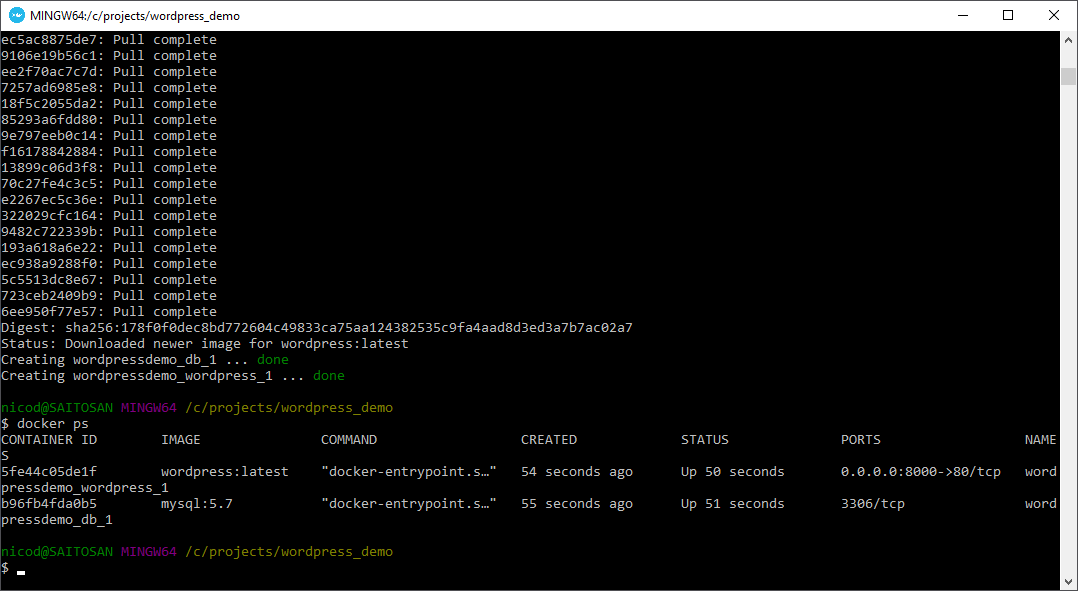 MINGW64:/c/projects/wordpress_demo
ec5ac8875de7: Pull complete
9106e19b56c1: Pull complete
ee2f70ac7c7d: Pull complete
7257ad6985e8: Pull complete
18f5c2055da2: Pull complete
85293a6fdd80: Pull complete
9e797eeb0c14: Pull complete
f16178842884: Pull complete
13899c06d3f8: Pull complete
70c27fe4c3c5: Pull complete
e2267ec5c36e: Pull complete
322029cfc164: Pull complete
9482c722339b: Pull complete
193a618a6e22: Pull complete
ec938a9288f0: Pull complete
5c5513dc8e67: Pull complete
723ceb2409b9: Pull complete
6ee950f77e57: Pull complete
Digest: sha256:178f0f0dec8bd772604c49833ca75aa124382535c9fa4aad8d3ed3a7b7ac02a7
Status: Downloaded newer image for wordpress:latest
Creating wordpressdemo_db_1 ... done
Creating wordpressdemo_wordpress_1 ... done
nicod@SAITOSAN MINGW64 /c/projects/wordpress_demo
$ docker ps
CONTAINER ID        IMAGE               COMMAND                  CREATED             STATUS              PORTS                  NAME
S
5fe44c05de1f        wordpress:latest    "docker-entrypoint.s…"   54 seconds ago      Up 50 seconds       0.0.0.0:8000->80/tcp   word
pressdemo_wordpress_1
b96fb4fda0b5        mysql:5.7           "docker-entrypoint.s…"   55 seconds ago      Up 51 seconds       3306/tcp               word
pressdemo_db_1
nicod@SAITOSAN MINGW64 /c/projects/wordpress_demo
$